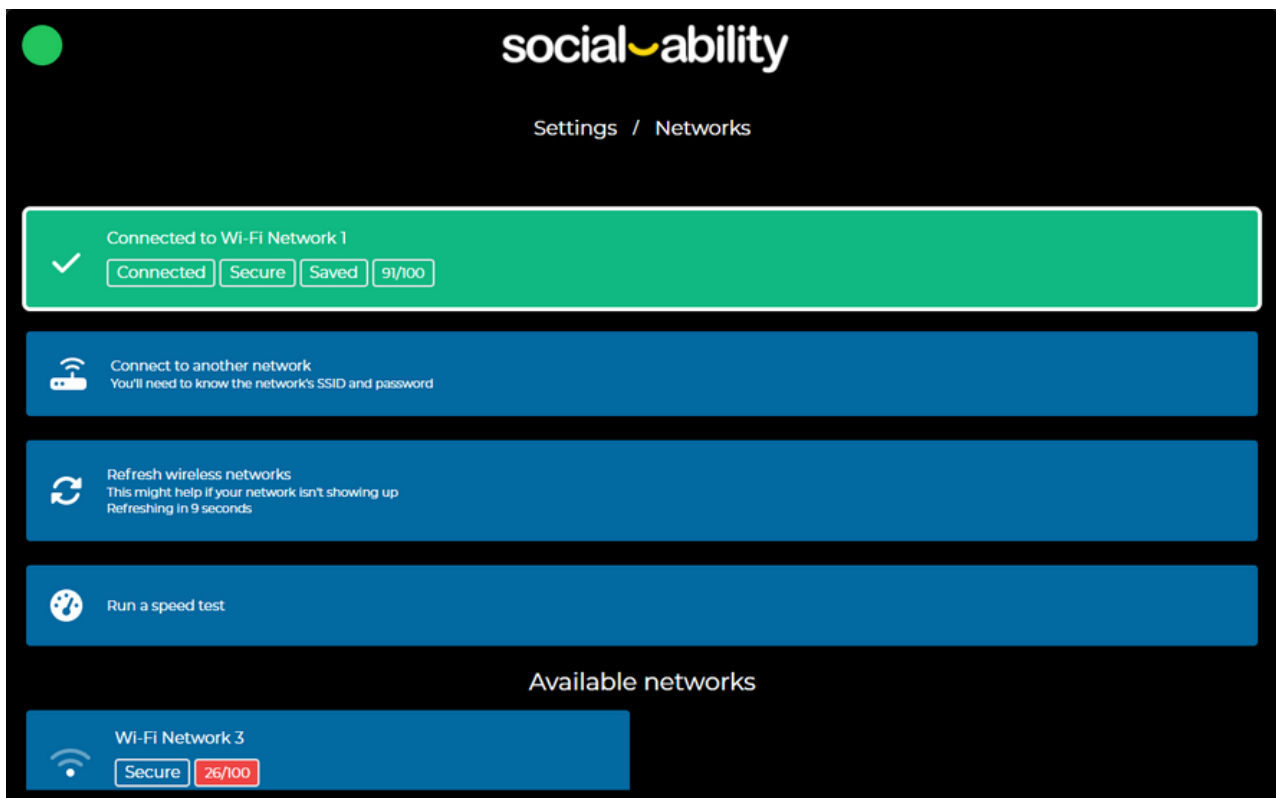 social ability
Settings / Networks
Connected to Wi-Fi Network 1
Connected Secure Saved 91/100
Connect to another network
You'll need to know the network's SSID and password
Refresh wireless networks
This might help if your network isn't showing up
Refreshing in 9 seconds
Run a speed test
Available networks
Wi-Fi Network 3
Secure 26/100